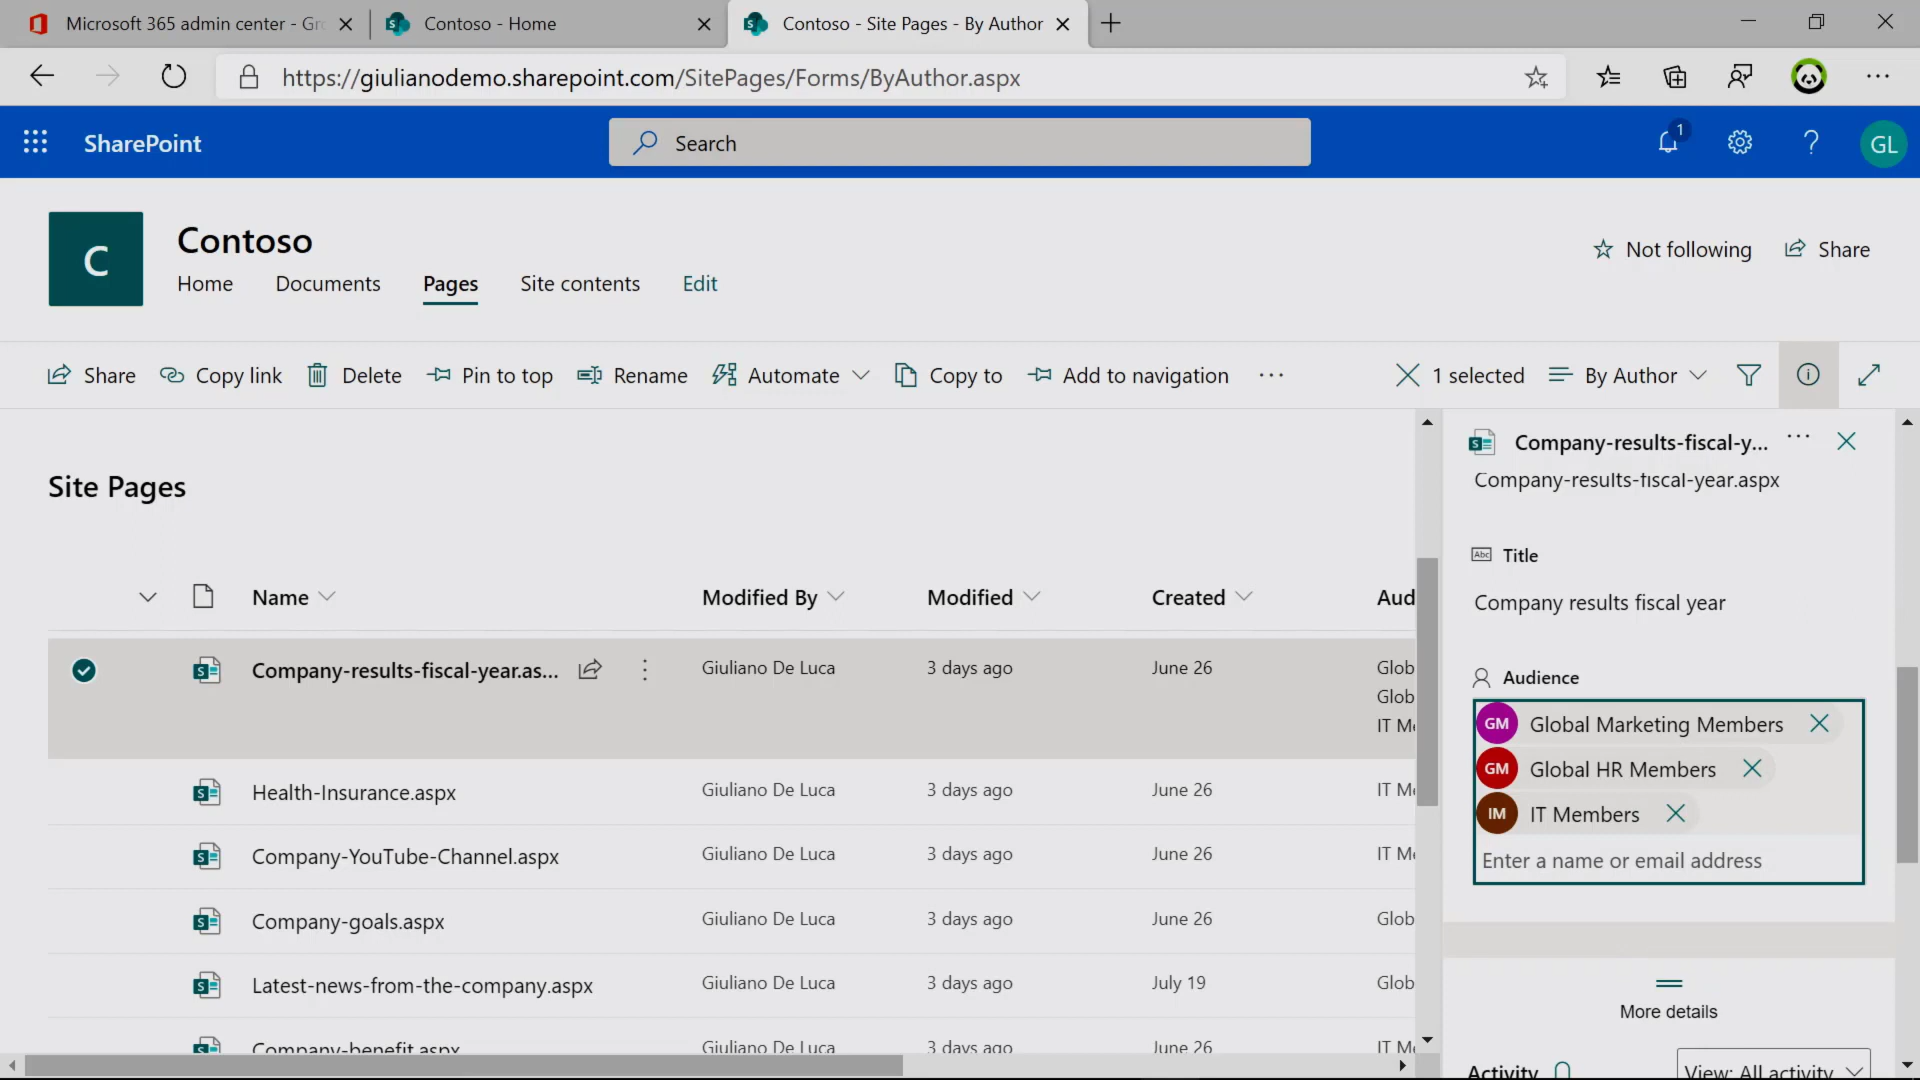 Microsoft 365 admin center - Gr
Contoso - Home
Contoso - Site Pages - By Author
https://giulianodemo.sharepoint.com/SitePages/Forms/ByAuthor.aspx
SharePoint
Search
1
GL
C
Contoso
Home Documents Pages Site contents Edit
Not following Share
Share Copy link Delete Pin to top Rename Automate Copy to Add to navigation
1 selected By Author
Site Pages
Name Modified By Modified Created Aud
Company-results-fiscal-year.as... Giuliano De Luca 3 days ago June 26 Glob
Glob
IT Me
Health-Insurance.aspx Giuliano De Luca 3 days ago June 26 IT Me
Company-YouTube-Channel.aspx Giuliano De Luca 3 days ago June 26 IT Me
Company-goals.aspx Giuliano De Luca 3 days ago June 26 Glob
Latest-news-from-the-company.aspx Giuliano De Luca 3 days ago July 19 Glob
Company-benefit.aspx Giuliano De Luca 3 days ago June 26 IT Me
Company-results-fiscal-y...
Company-results-fiscal-year.aspx
Abc Title
Company results fiscal year
Audience
GM Global Marketing Members
GM Global HR Members
IM IT Members
Enter a name or email address
More details
Activity View: All activity